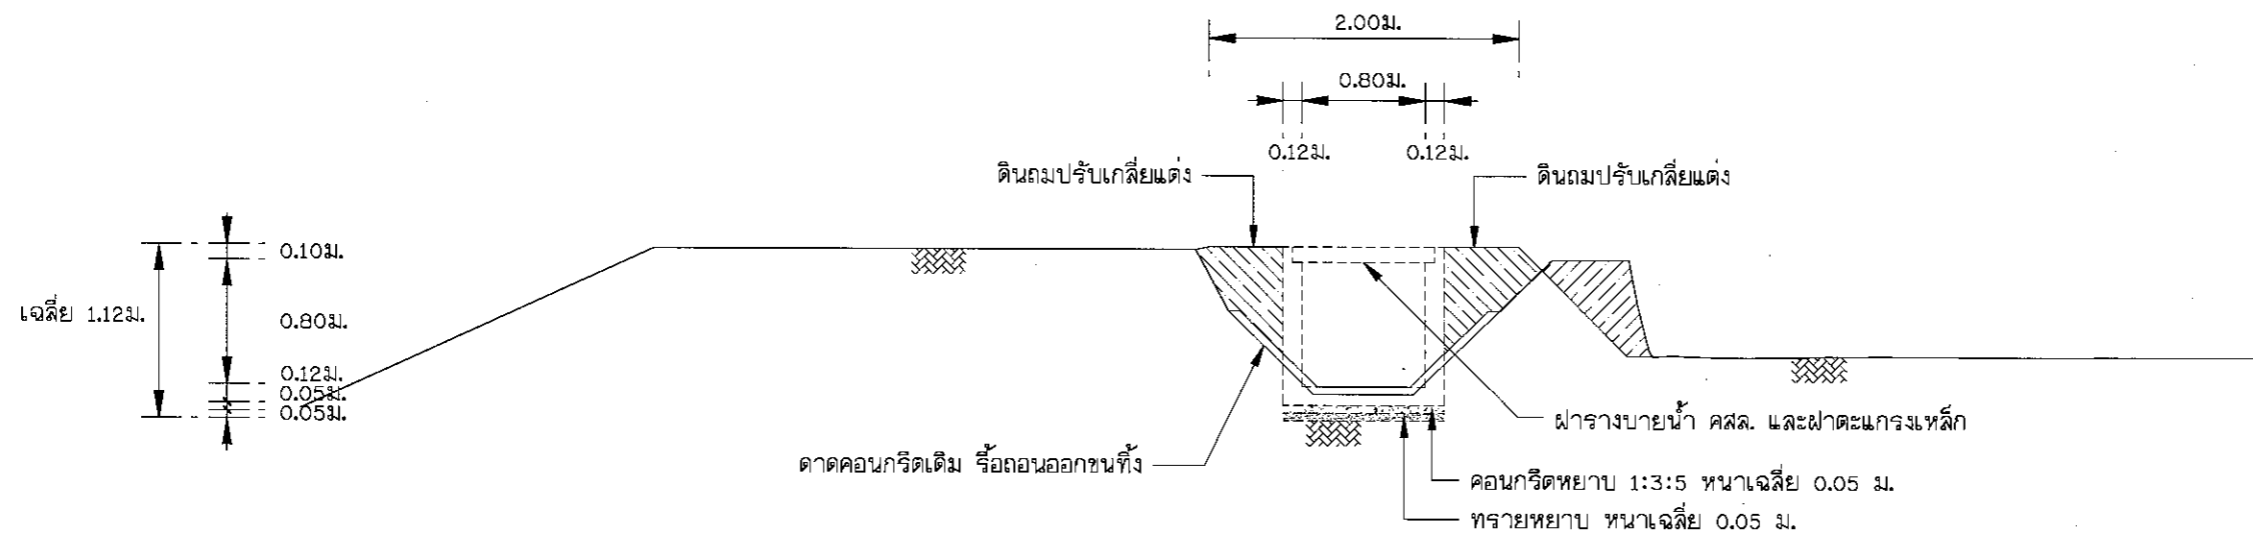 2.00ม.
0.80ม.
0.12ม. 0.12ม.
ดินถมปรับเกลี่ยแต่ง
ดินถมปรับเกลี่ยแต่ง
0.10ม.
เฉลี่ย 1.12ม.
0.80ม.
0.12ม.
0.05ม.
0.05ม.
ฝารางบายน้ำ คสล. และฝาตะแกรงเหล็ก
ดาดคอนกรีตเดิม รื้อถอนออกขนทิ้ง
คอนกรีตหยาบ 1:3:5 หนาเฉลี่ย 0.05 ม.
ทรายหยาบ หนาเฉลี่ย 0.05 ม.